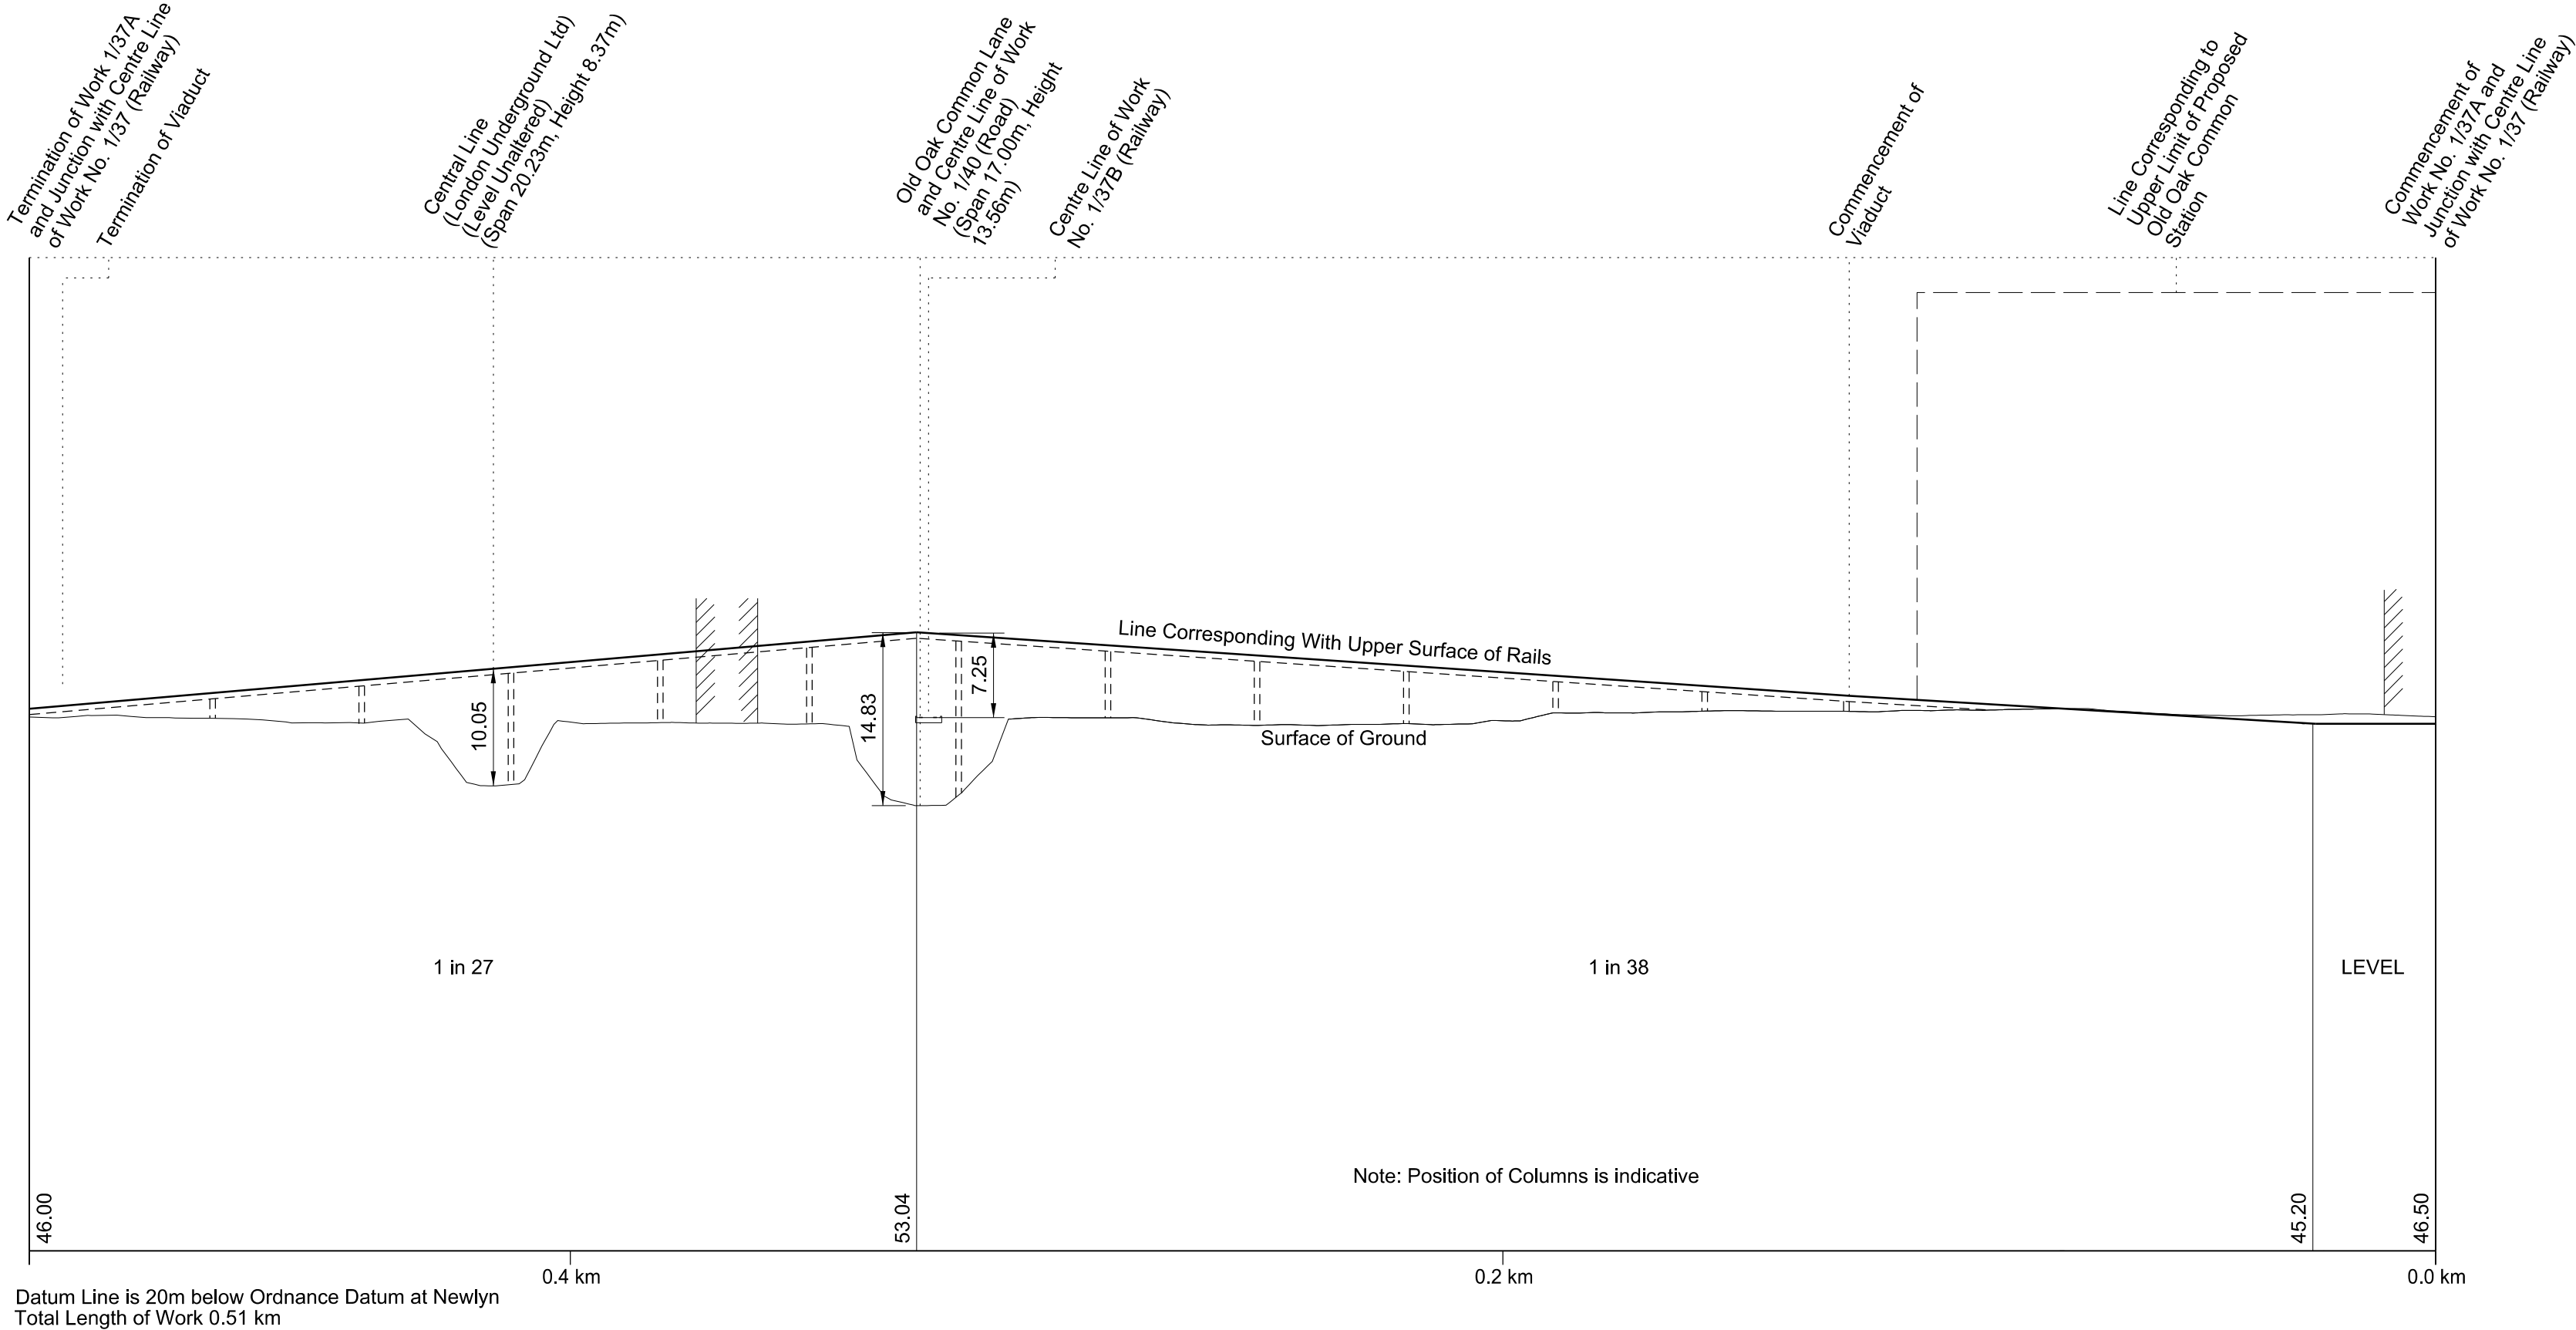 Termination of Work 1/37A
and Junction with Centre Line
of Work No. 1/37 (Railway)
Termination of Viaduct
Central Line
(London Underground Ltd)
(Level Unaltered)
(Span 20.23m, Height 8.37m)
Old Oak Common Lane
and Centre Line of Work
No. 1/40 (Road)
(Span 17.00m, Height
13.56m)
Centre Line of Work
No. 1/37B (Railway)
Commencement of
Viaduct
Line Corresponding to
Upper Limit of Proposed
Old Oak Common
Station
Commencement of
Work No. 1/37A and
Junction with Centre Line
of Work No. 1/37 (Railway)
Line Corresponding With Upper Surface of Rails
10.05
14.83
7.25
Surface of Ground
1 in 27
1 in 38
LEVEL
Note: Position of Columns is indicative
46.00
53.04
45.20
46.50
0.4 km
0.2 km
0.0 km
Datum Line is 20m below Ordnance Datum at Newlyn
Total Length of Work 0.51 km